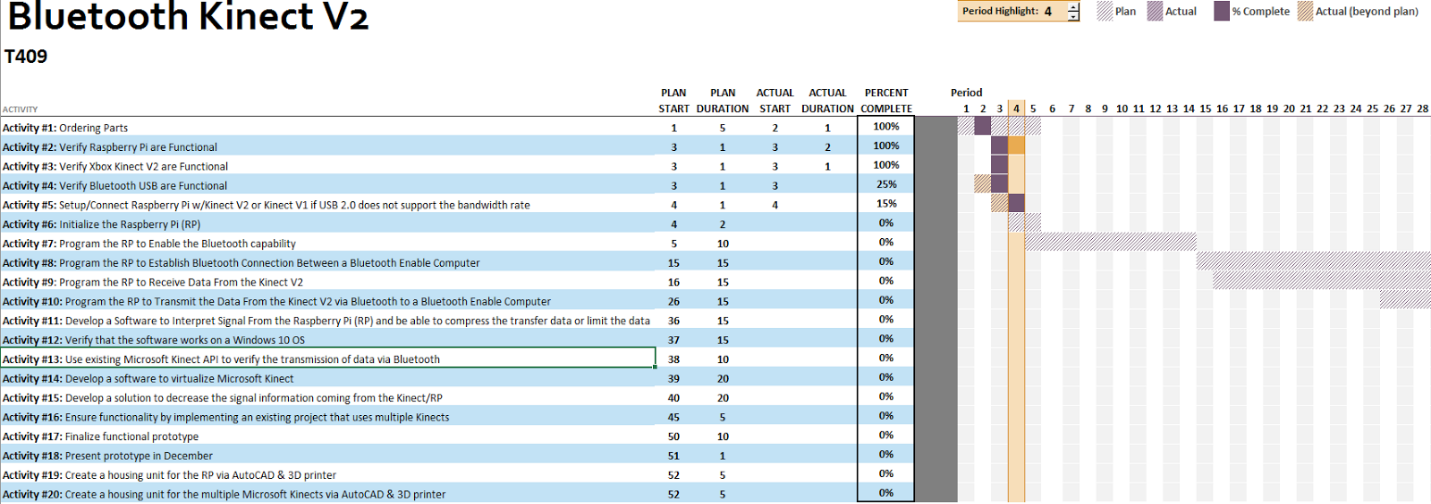 Bluetooth Kinect V2
Period Highlight: 4 Plan Actual % Complete Actual (beyond plan)
T409
PLAN PLAN ACTUAL ACTUAL PERCENT Period
ACTIVITY START DURATION START DURATION COMPLETE 1 2 3 4 5 6 7 8 9 10 11 12 13 14 15 16 17 18 19 20 21 22 23 24 25 26 27 28
Activity #1: Ordering Parts 1 5 2 1 100%
Activity #2: Verify Raspberry Pi are Functional 3 1 3 2 100%
Activity #3: Verify Xbox Kinect V2 are Functional 3 1 3 1 100%
Activity #4: Verify Bluetooth USB are Functional 3 1 3 25%
Activity #5: Setup/Connect Raspberry Pi w/Kinect V2 or Kinect V1 if USB 2.0 does not support the bandwidth rate 4 1 4 15%
Activity #6: Initialize the Raspberry Pi (RP) 4 2 0%
Activity #7: Program the RP to Enable the Bluetooth capability 5 10 0%
Activity #8: Program the RP to Establish Bluetooth Connection Between a Bluetooth Enable Computer 15 15 0%
Activity #9: Program the RP to Receive Data From the Kinect V2 16 15 0%
Activity #10: Program the RP to Transmit the Data From the Kinect V2 via Bluetooth to a Bluetooth Enable Computer 26 15 0%
Activity #11: Develop a Software to Interpret Signal From the Raspberry Pi (RP) and be able to compress the transfer data or limit the data 36 15 0%
Activity #12: Verify that the software works on a Windows 10 OS 37 15 0%
Activity #13: Use existing Microsoft Kinect API to verify the transmission of data via Bluetooth 38 10 0%
Activity #14: Develop a software to virtualize Microsoft Kinect 39 20 0%
Activity #15: Develop a solution to decrease the signal information coming from the Kinect/RP 40 20 0%
Activity #16: Ensure functionality by implementing an existing project that uses multiple Kinects 45 5 0%
Activity #17: Finalize functional prototype 50 10 0%
Activity #18: Present prototype in December 51 1 0%
Activity #19: Create a housing unit for the RP via AutoCAD & 3D printer 52 5 0%
Activity #20: Create a housing unit for the multiple Microsoft Kinects via AutoCAD & 3D printer 52 5 0%